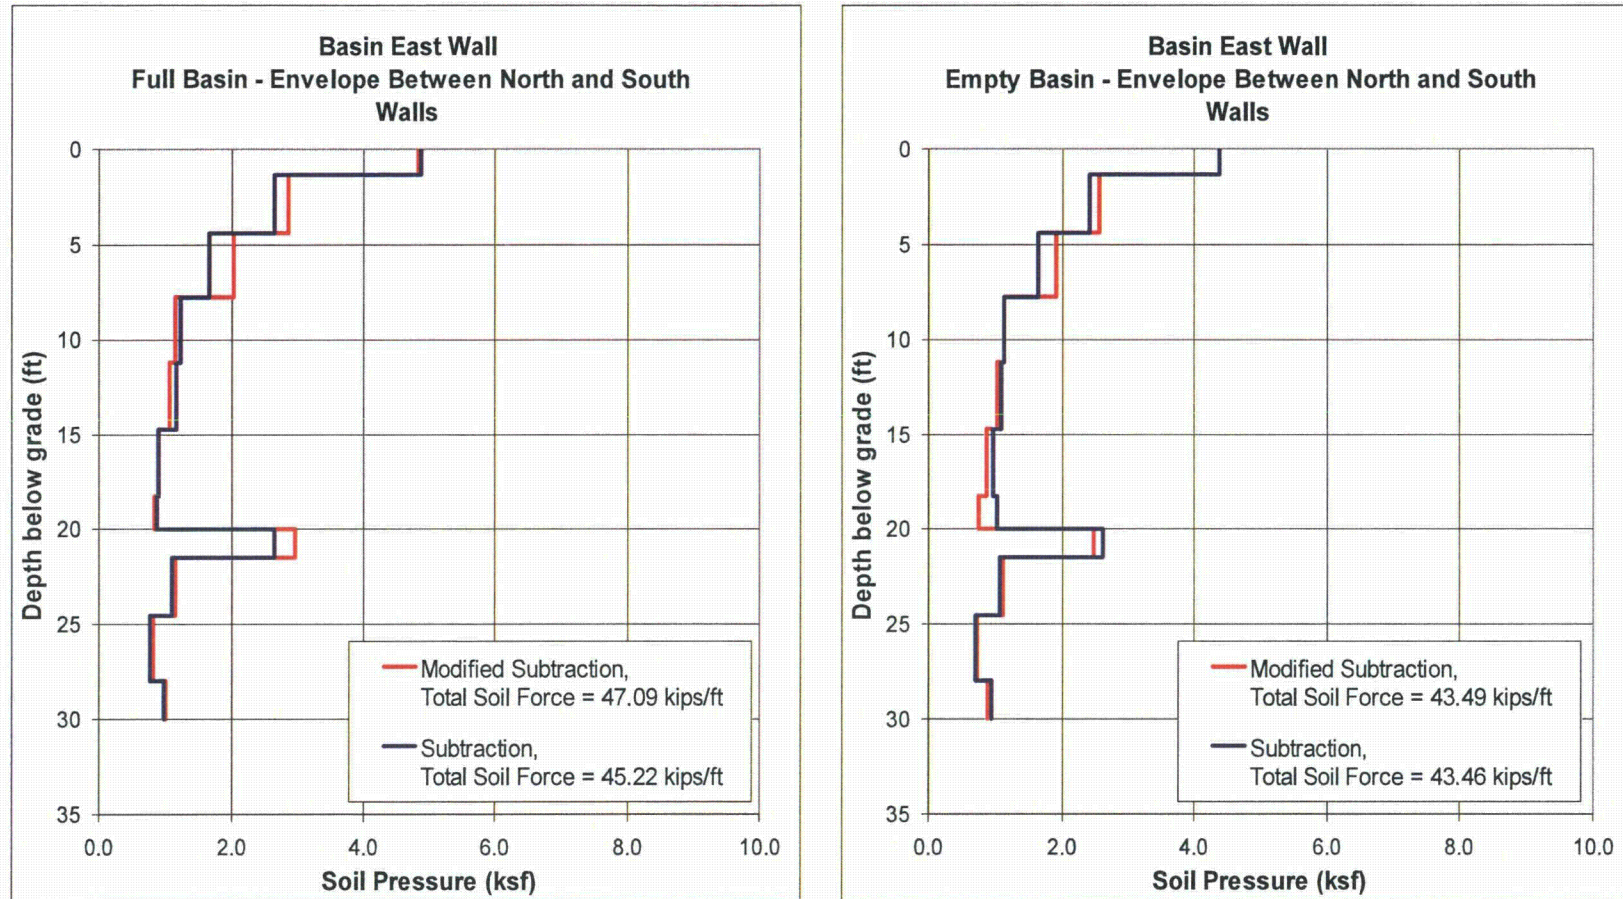 Basin East Wall
Full Basin - Envelope Between North and South
Walls
0
5
10
15
20
25
30
35
Depth below grade (ft)
Modified Subtraction,
Total Soil Force = 47.09 kips/ft
Subtraction,
Total Soil Force = 45.22 kips/ft
0.0 2.0 4.0 6.0 8.0 10.0
Soil Pressure (ksf)
Basin East Wall
Empty Basin - Envelope Between North and South
Walls
0
5
10
15
20
25
30
35
Depth below grade (ft)
Modified Subtraction,
Total Soil Force = 43.49 kips/ft
Subtraction,
Total Soil Force = 43.46 kips/ft
0.0 2.0 4.0 6.0 8.0 10.0
Soil Pressure (ksf)